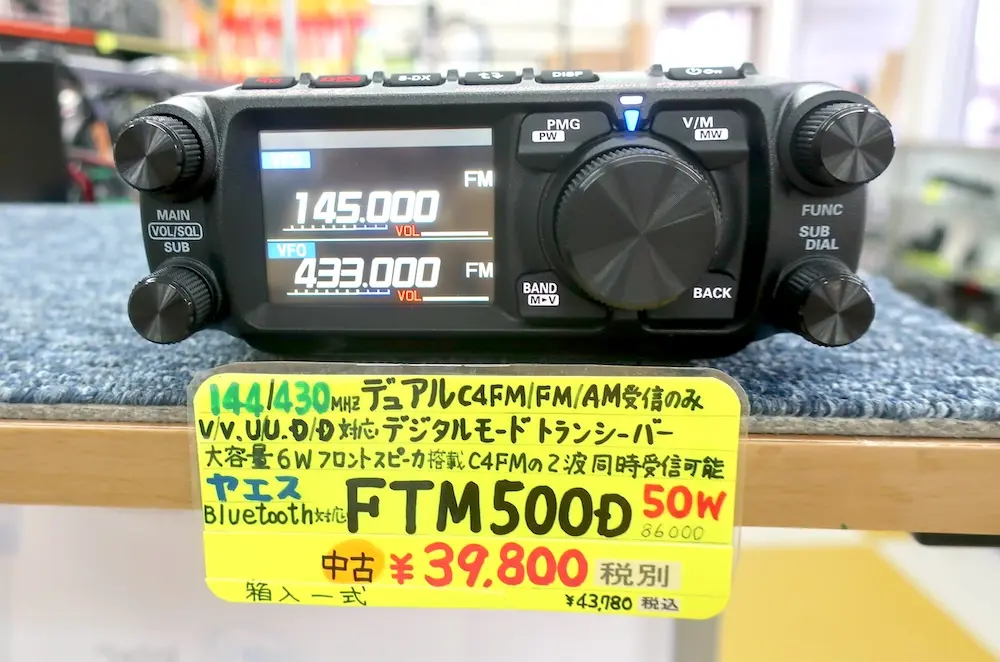 S-DX
DISP
PMG
PW
V/M
MW
VFO
FM
145.000
VOL
VFO
433.000
FM
VOL
MAIN
VOL/SQL
SUB
FUNC
SUB
DIAL
BAND
M▶V
BACK
144/430MHZ デュアルC4FM/FM/AM受信のみ
V/V.U/U.D/D対応デジタルモードトランシーバー
大容量6Wフロントスピーカ搭載 C4FMの2波同時受信可能
ヤエス
Bluetooth対応
FTM500D 50W
86000
中古 ¥39,800 税別
箱入一式
¥43,780 税込